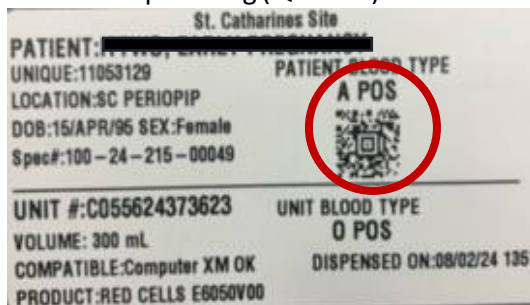 St. Catharines Site
PATIENT:
UNIQUE:11053129
PATIENT BLOOD TYPE
LOCATION:SC PERIOPIP
A POS
DOB:15/APR/95 SEX:Female
Spec#:100-24-215-00049
UNIT #:C055624373623
UNIT BLOOD TYPE
VOLUME: 300 mL
O POS
COMPATIBLE:Computer XM OK
DISPENSED ON:08/02/24 135
PRODUCT:RED CELLS E6050V00